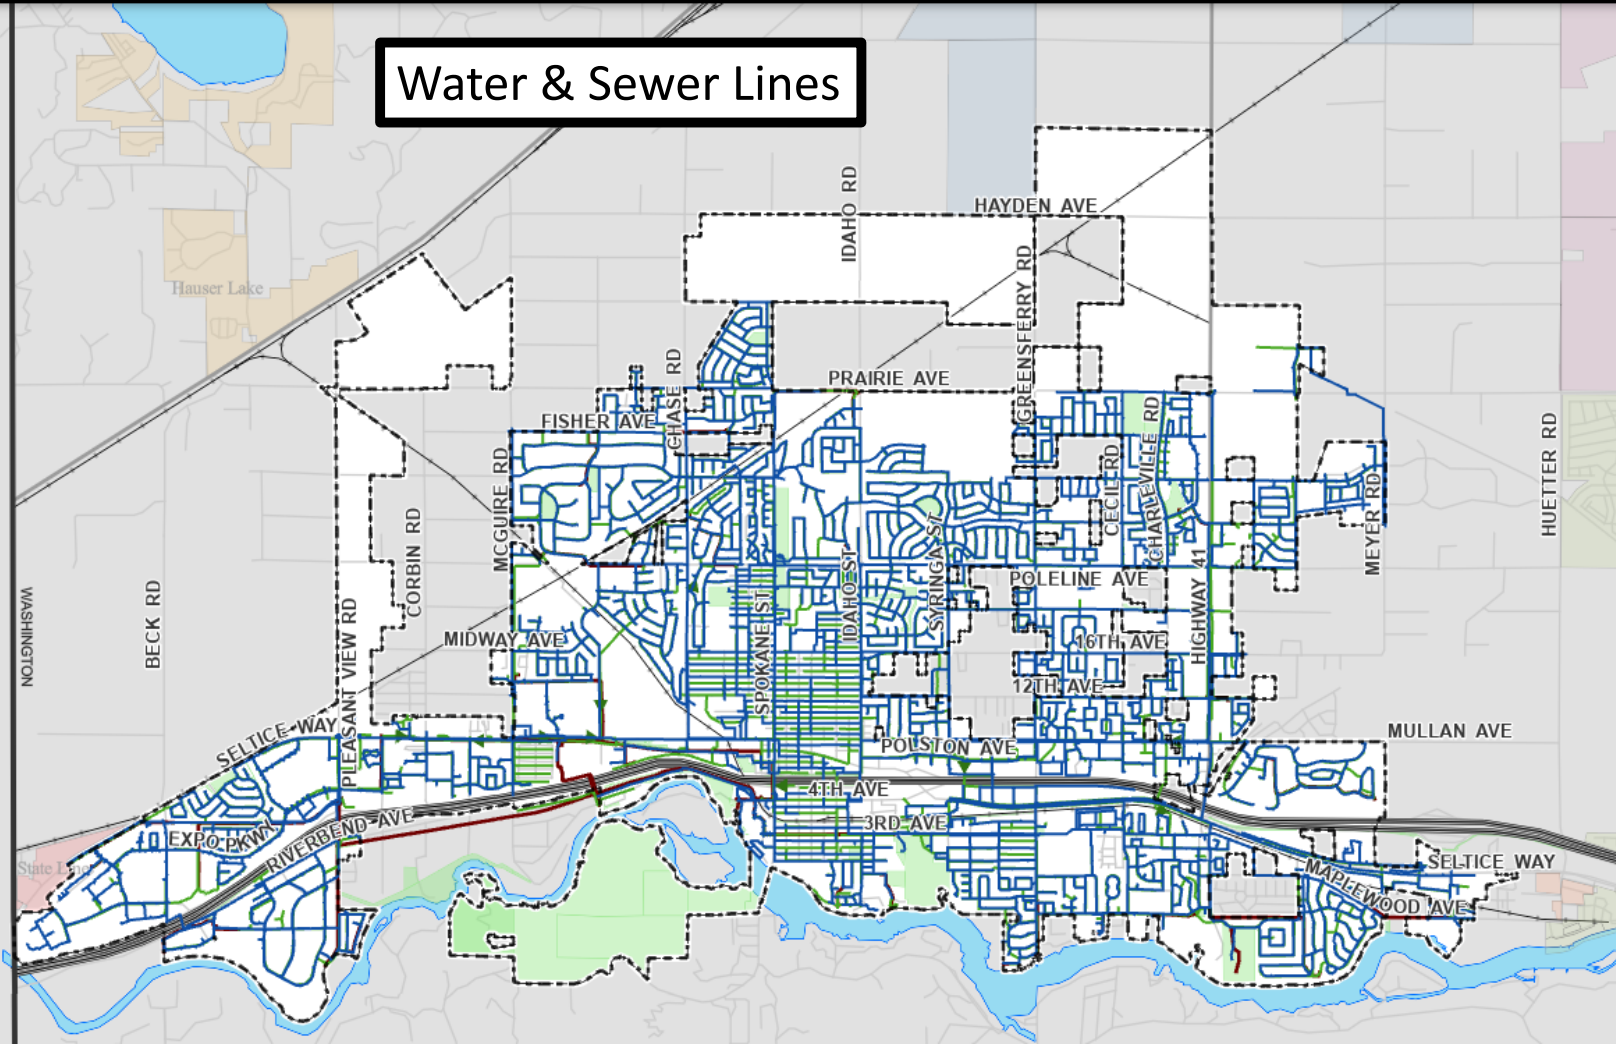 Water & Sewer Lines
IDAHO RD
HAYDEN AVE
Hauser Lake
GREENSFERRY RD
CHASE RD
PRAIRIE AVE
FISHER AVE
MCGUIRE RD
CHARLEVILLE RD
CECIL RD
HUETTER RD
MEYER RD
CORBIN RD
SYRINGA ST
IDAHO ST
POLELINE AVE
HIGHWAY 41
WASHINGTON
BECK RD
PLEASANT VIEW RD
SPOKANE ST
MIDWAY AVE
16TH AVE
12TH AVE
SELTICE WAY
POLSTON AVE
MULLAN AVE
4TH AVE
3RD AVE
EXPO PKWY
RIVERBEND AVE
State Line
SELTICE WAY
MAPLEWOOD AVE